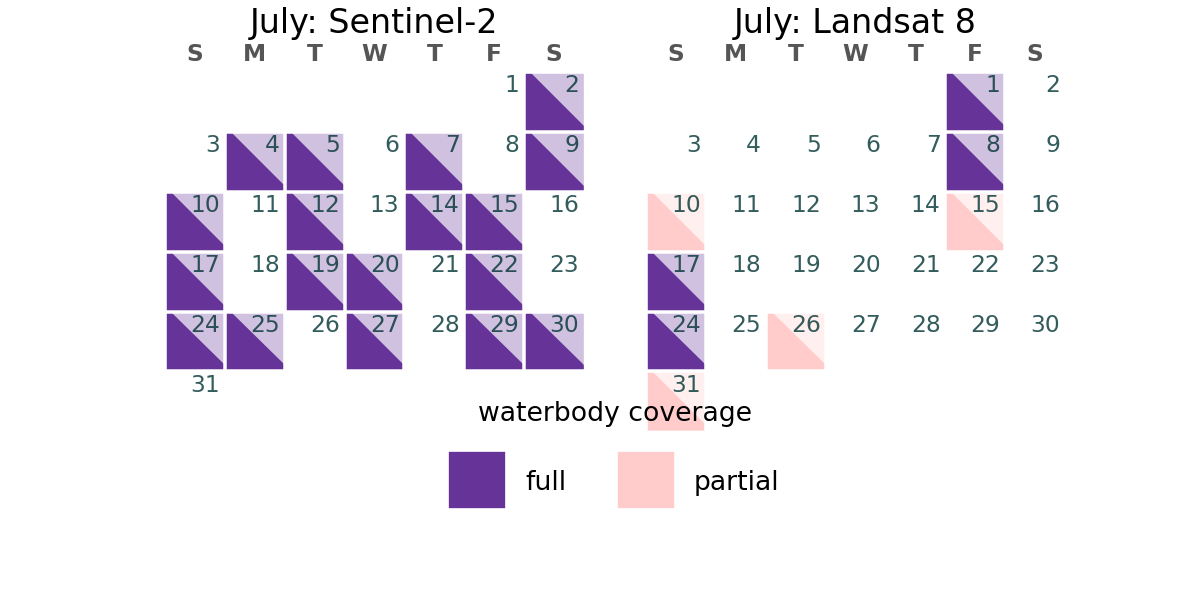 July: Sentinel-2
S M T W T F S
1 2
3 4 5 6 7 8 9
10 11 12 13 14 15 16
17 18 19 20 21 22 23
24 25 26 27 28 29 30
31
July: Landsat 8
S M T W T F S
1 2
3 4 5 6 7 8 9
10 11 12 13 14 15 16
17 18 19 20 21 22 23
24 25 26 27 28 29 30
31
waterbody coverage
full partial